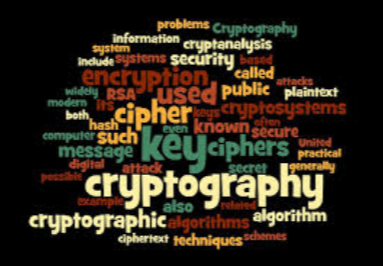 problems Cryptography
information
system cryptanalysis
include systems security based
encryption called attacks
widely RSA used public plaintext
modern its
both cipher keys cryptosystems
hash even known often
computer such key ciphers secure United
message practical
digital attack secret generally
possible cryptography
example also related
cryptographic algorithms algorithm
ciphertext techniques schemes